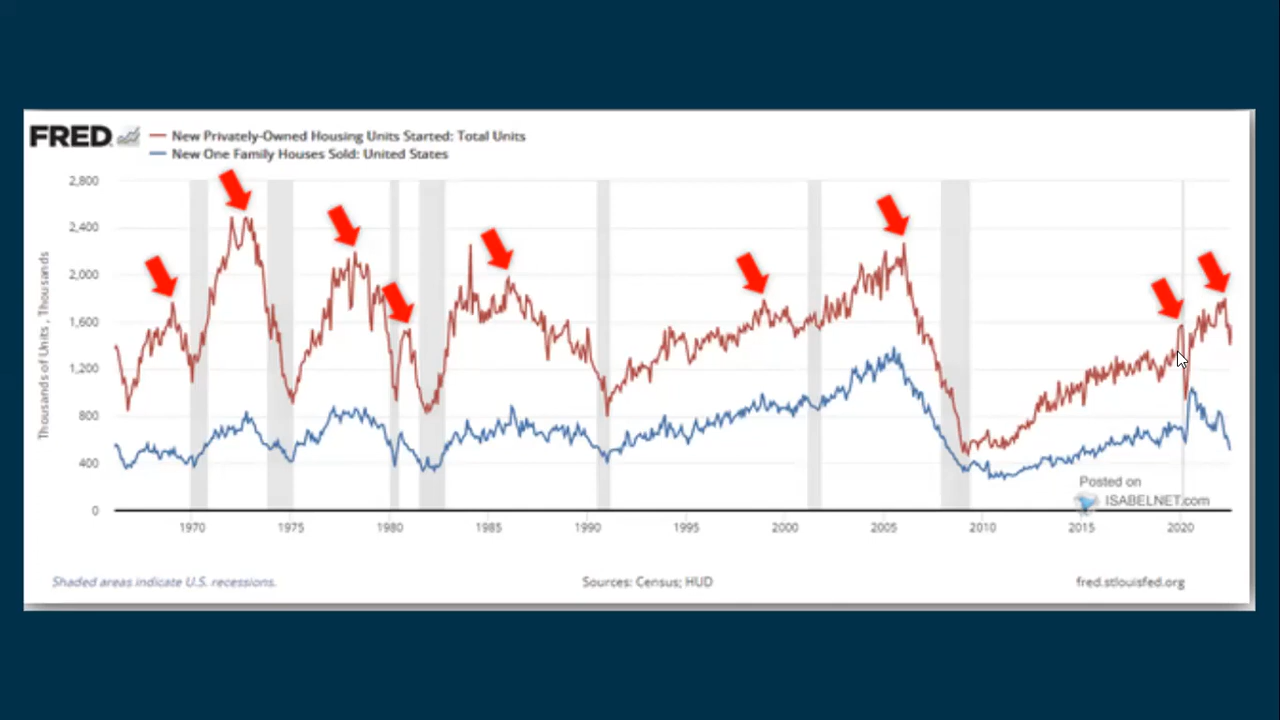 FRED
New Privately-Owned Housing Units Started: Total Units
New One Family Houses Sold: United States
2,800
2,400
2,000
1,600
1,200
800
400
0
Thousands of Units , Thousands
1970 1975 1980 1985 1990 1995 2000 2005 2010 2015 2020
Posted on
ISABELNET.com
Shaded areas indicate U.S. recessions. Sources: Census; HUD fred.stlouisfed.org